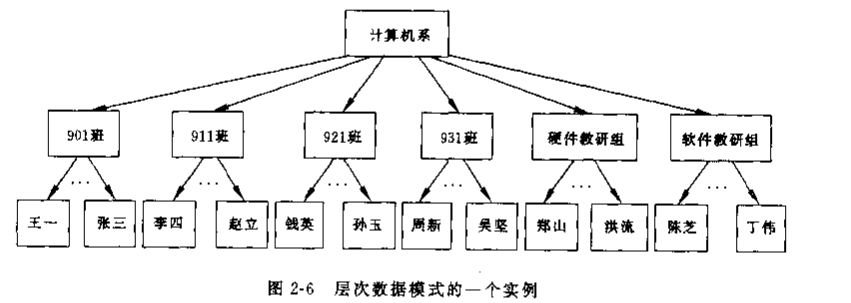 计算机系
901班 911班 921班 931班 硬件教研组 软件教研组
... ... ... ... ... ...
王一 张三 李四 赵立 钱英 孙玉 周新 吴坚 郑山 洪流 陈芝 丁伟
图 2-6 层次数据模式的一个实例